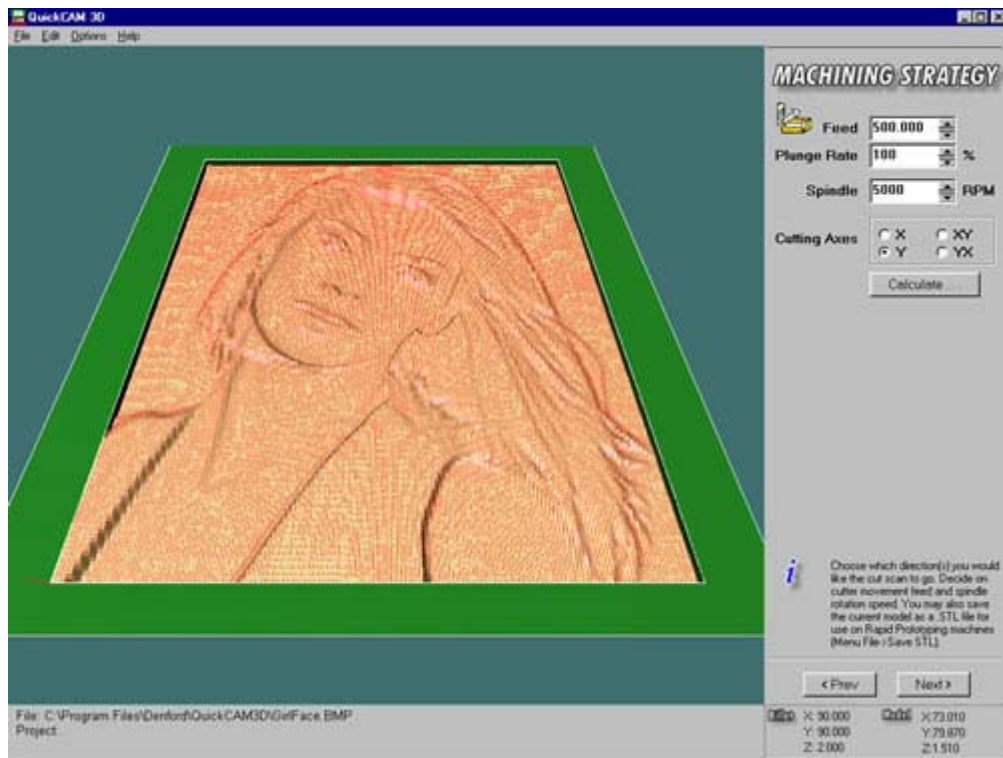 QuickCAM 3D
File Edit Options Help
MACHINING STRATEGY
Feed 500.000
Plunge Rate 100 %
Spindle 5000 RPM
Cutting Axes X XY
Y YX
Calculate ...
i
Choose which direction(s) you would
like the cut scan to go. Decide on
cutter movement feed and spindle
rotation speed. You may also save
the current model as a .STL file for
use on Rapid Prototyping machines
(Menu File > Save STL).
< Prev Next >
File: C:\Program Files\Denford\QuickCAM3D\GirlFace.BMP
Project:
X: 90.000 X:73.010
Y: 90.000 Y:79.870
Z: 2.000 Z:1.510